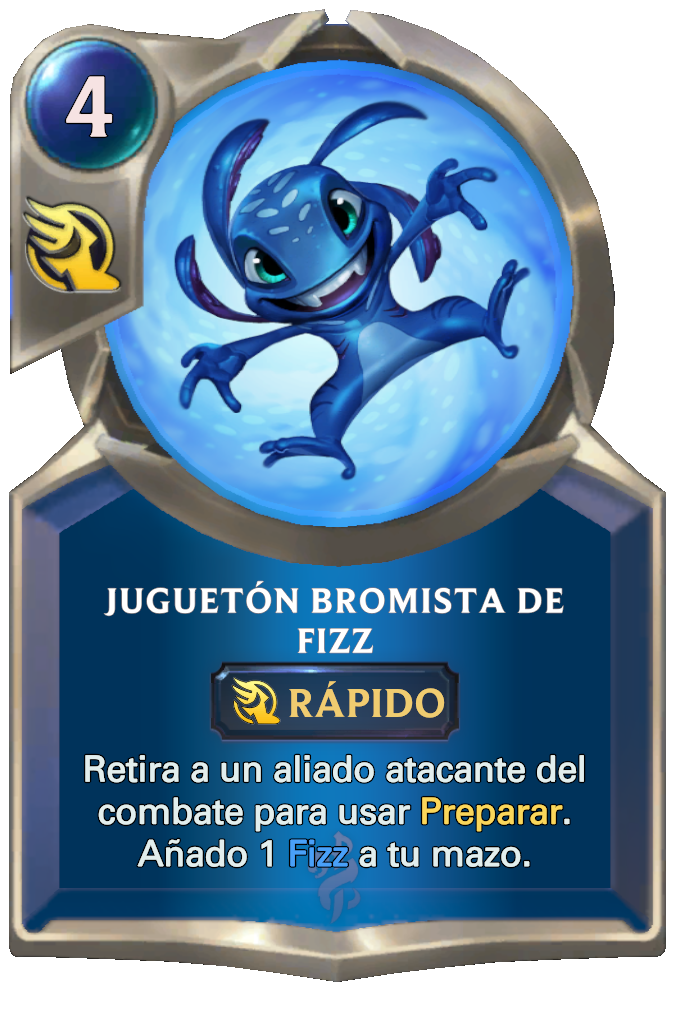 4
JUGUETÓN BROMISTA DE
FIZZ
RÁPIDO
Retira a un aliado atacante del
combate para usar Preparar.
Añado 1 Fizz a tu mazo.